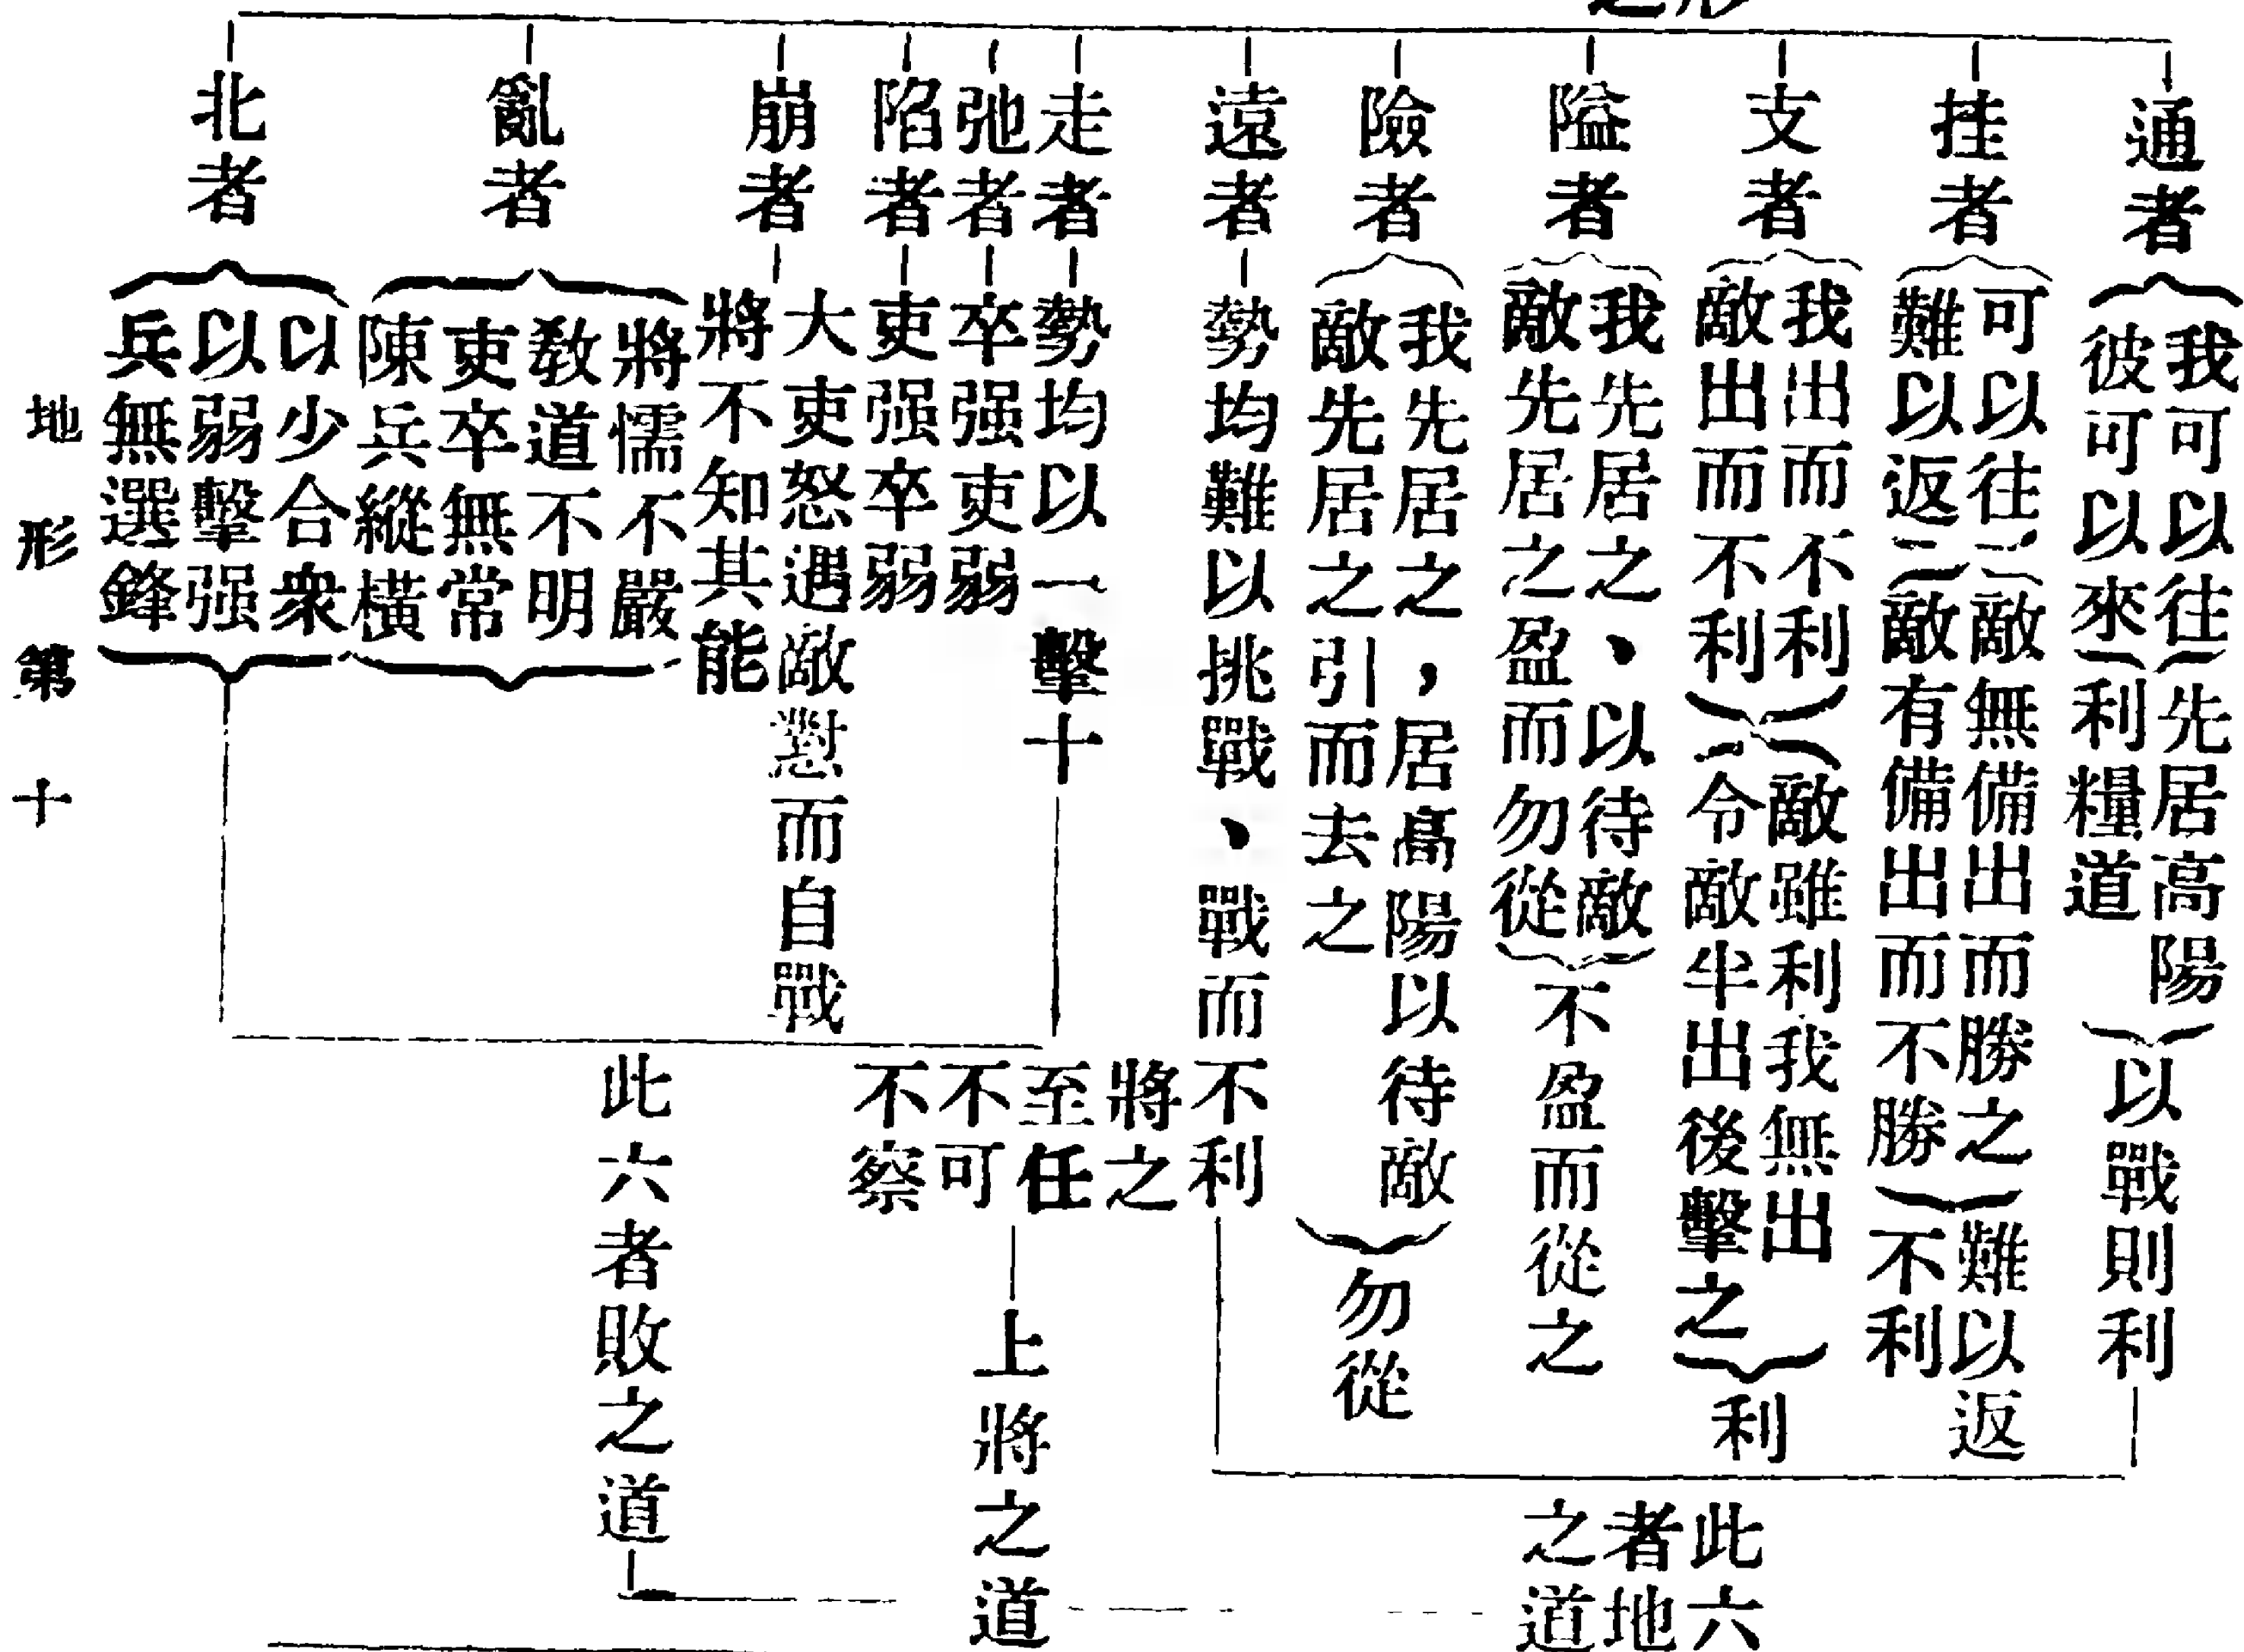 之形
通者
我可以往
彼可以來
先居高陽
利糧道
以戰則利
挂者
可以往
難以返
敵無備出而勝之
敵有備出而不勝
難以返
不利
支者
我出而不利
敵出而不利
敵雖利我無出
令敵半出後擊之
利
隘者
我先居之、以待敵
敵先居之盈而勿從
不盈而從之
險者
我先居之，居高陽以待敵
敵先居之引而去之
勿從
遠者
勢均難以挑戰、戰而不利
此六
者地
之道
走者
勢均以一擊十
弛者
卒强吏弱
陷者
吏强卒弱
崩者
大吏怒遇敵懟而自戰
將不知其能
亂者
將懦不嚴
敎道不明
吏卒無常
陳兵縱橫
北者
以少合衆
以弱擊强
兵無選鋒
將之
至任
不可
不察
上將之道
此六者敗之道
地形第十